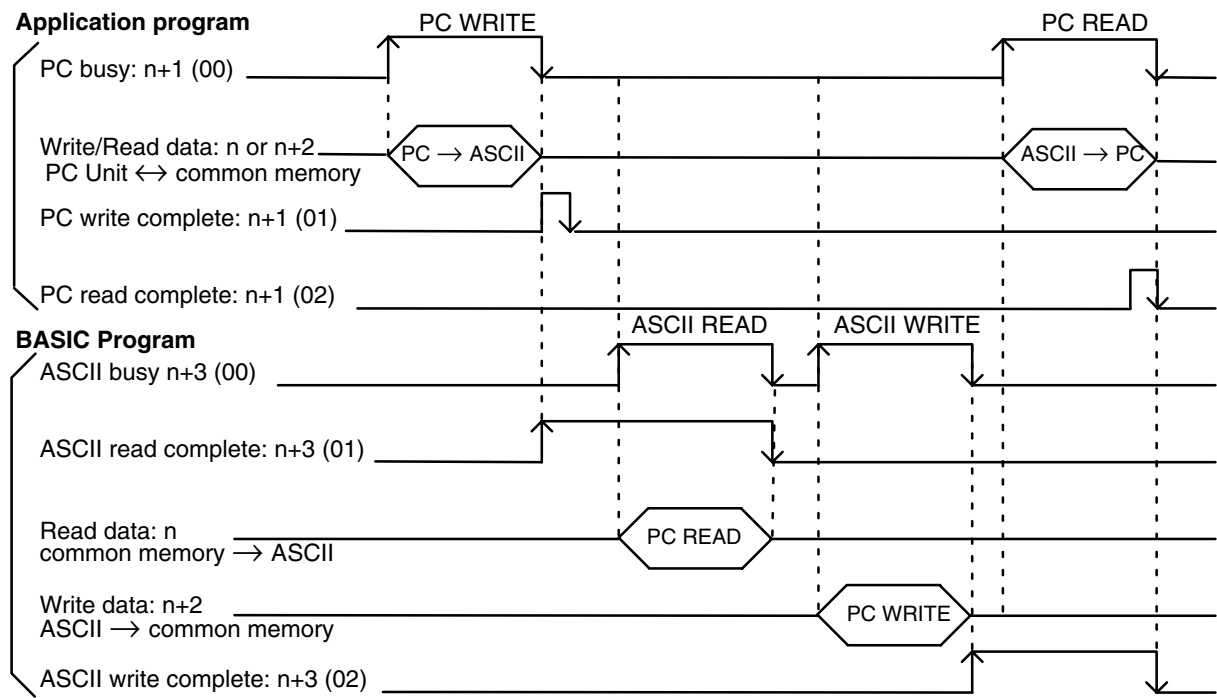 Application program
PC WRITE
PC READ
PC busy: n+1 (00)
Write/Read data: n or n+2
PC Unit ↔ common memory
PC → ASCII
ASCII → PC
PC write complete: n+1 (01)
PC read complete: n+1 (02)
BASIC Program
ASCII READ
ASCII WRITE
ASCII busy n+3 (00)
ASCII read complete: n+3 (01)
Read data: n
common memory → ASCII
PC READ
Write data: n+2
ASCII → common memory
PC WRITE
ASCII write complete: n+3 (02)